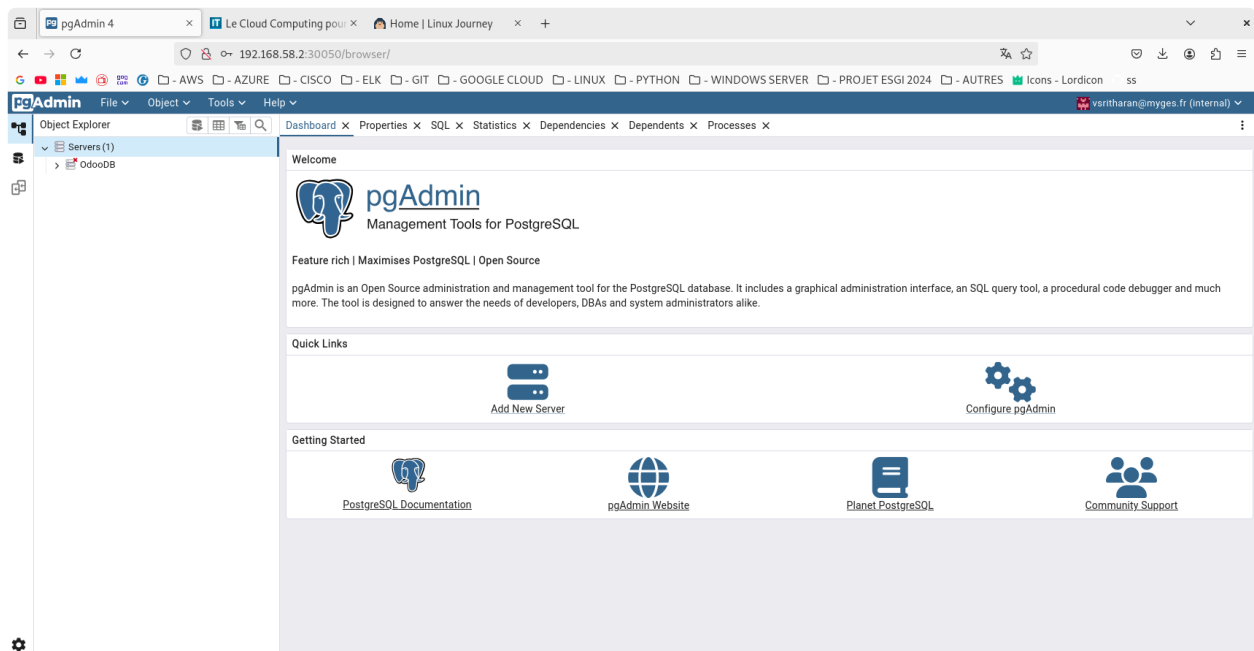 pgAdmin 4
Le Cloud Computing pour
Home | Linux Journey
192.168.58.2:30050/browser/
- AWS - AZURE - CISCO - ELK - GIT - GOOGLE CLOUD - LINUX - PYTHON - WINDOWS SERVER - PROJET ESGI 2024 - AUTRES Icons - Lordicon ss
pgAdmin File Object Tools Help vsritharan@myges.fr (internal)
Object Explorer
Dashboard Properties SQL Statistics Dependencies Dependents Processes
Servers (1)
OdooDB
Welcome
pgAdmin
Management Tools for PostgreSQL
Feature rich | Maximises PostgreSQL | Open Source
pgAdmin is an Open Source administration and management tool for the PostgreSQL database. It includes a graphical administration interface, an SQL query tool, a procedural code debugger and much
more. The tool is designed to answer the needs of developers, DBAs and system administrators alike.
Quick Links
Add New Server
Configure pgAdmin
Getting Started
PostgreSQL Documentation
pgAdmin Website
Planet PostgreSQL
Community Support